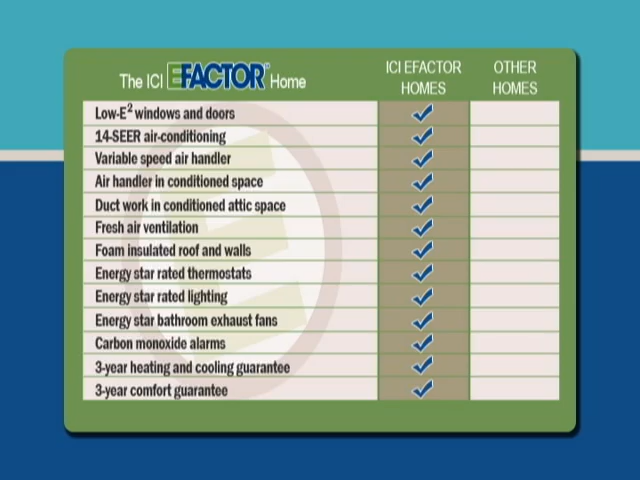 The ICI EFACTOR™ Home
ICI EFACTOR HOMES
OTHER HOMES
Low-E² windows and doors
14-SEER air-conditioning
Variable speed air handler
Air handler in conditioned space
Duct work in conditioned attic space
Fresh air ventilation
Foam insulated roof and walls
Energy star rated thermostats
Energy star rated lighting
Energy star bathroom exhaust fans
Carbon monoxide alarms
3-year heating and cooling guarantee
3-year comfort guarantee